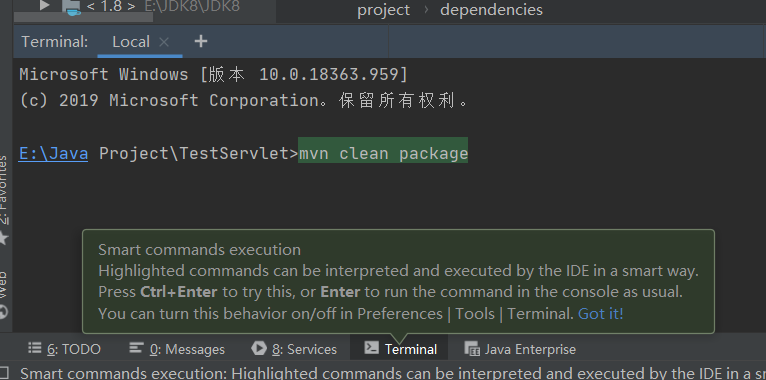 < 1.8 > E:\JDK8\JDK8
project › dependencies
Terminal: Local × +
Microsoft Windows [版本 10.0.18363.959]
(c) 2019 Microsoft Corporation。保留所有权利。
E:\Java Project\TestServlet>mvn clean package
2: Favorites
Web
Smart commands execution
Highlighted commands can be interpreted and executed by the IDE in a smart way.
Press Ctrl+Enter to try this, or Enter to run the command in the console as usual.
You can turn this behavior on/off in Preferences | Tools | Terminal. Got it!
6: TODO 0: Messages 8: Services Terminal Java Enterprise
Smart commands execution: Highlighted commands can be interpreted and executed by the IDE in a sm